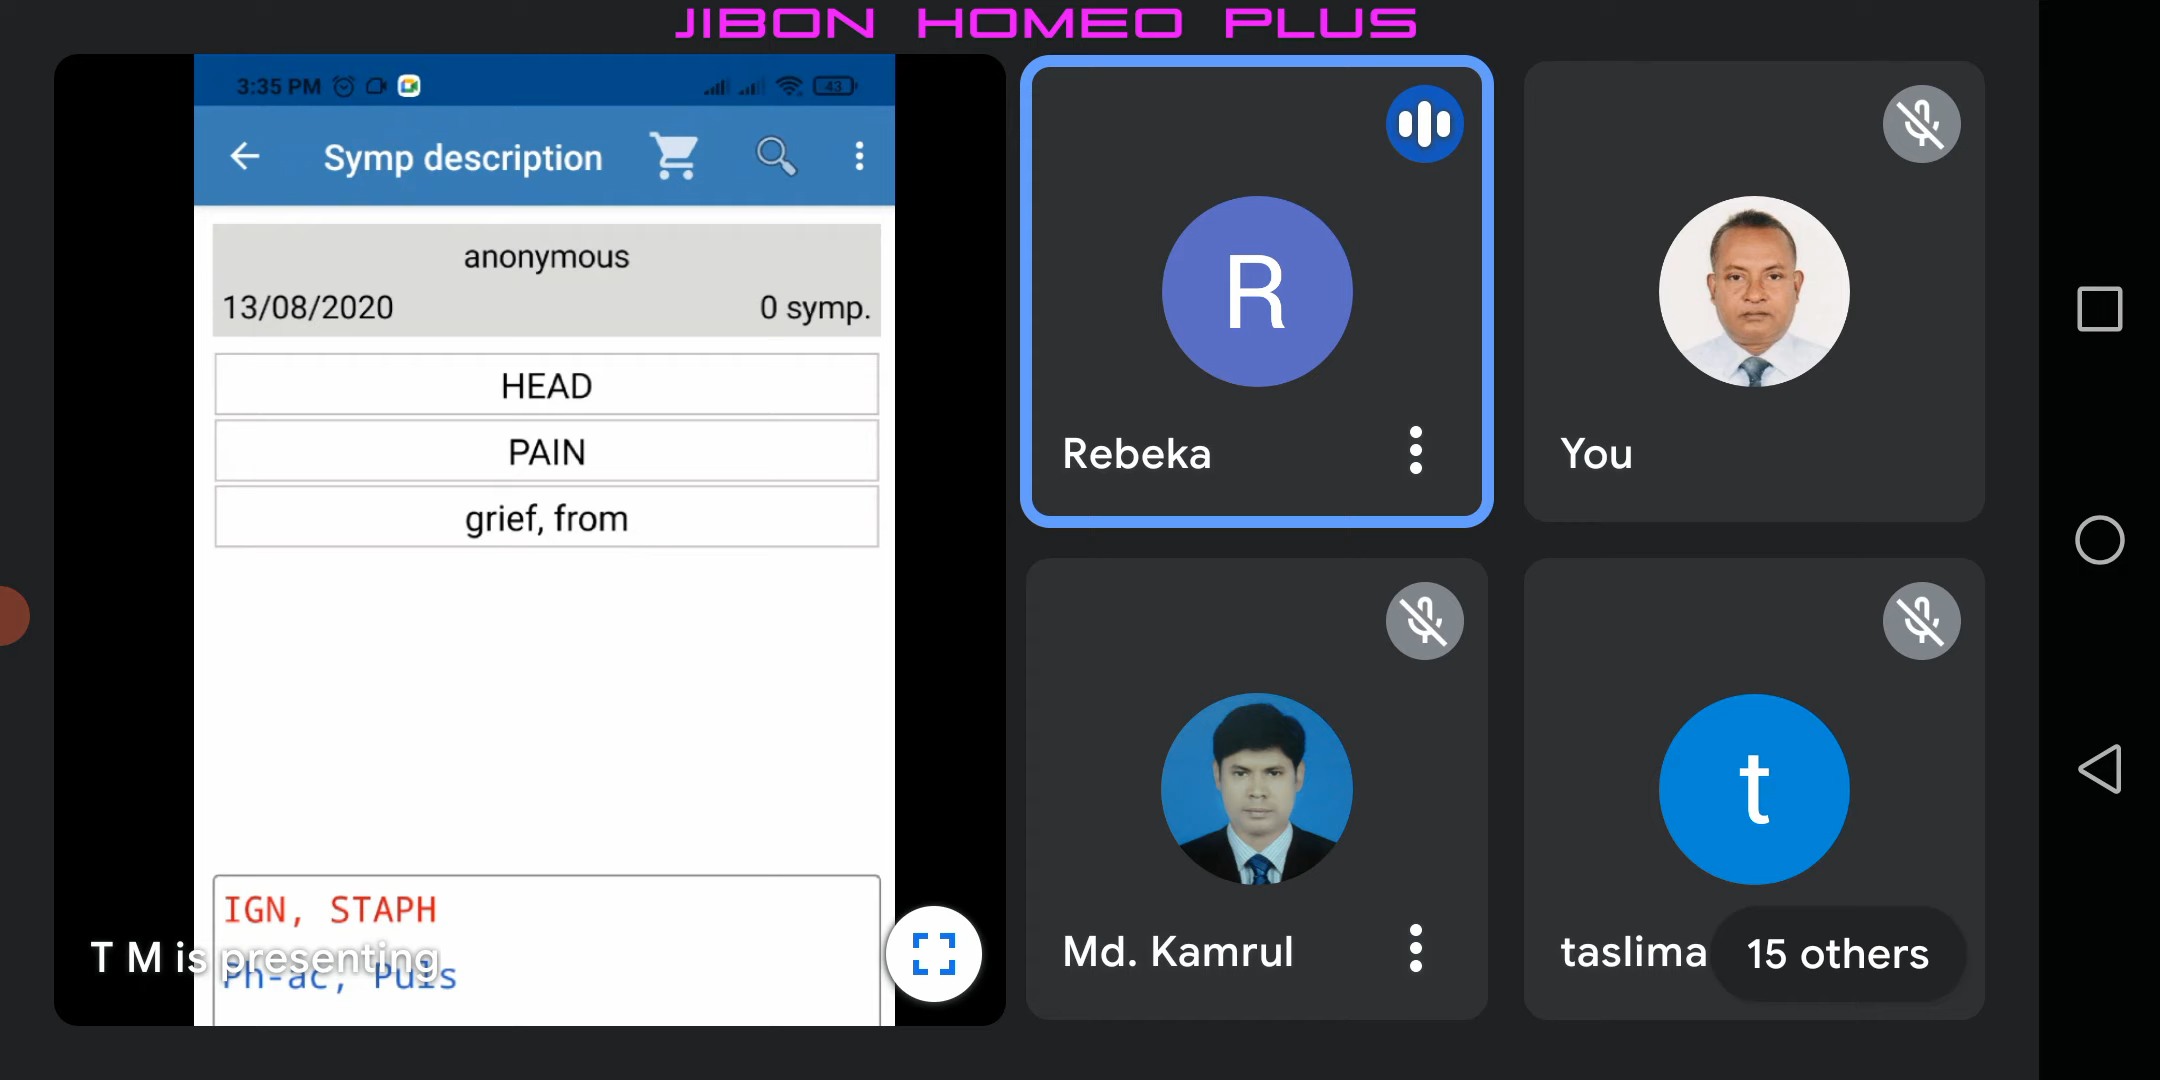 JIBON HOMEO PLUS
3:35 PM
43
Symp description
anonymous
13/08/2020
0 symp.
HEAD
PAIN
grief, from
IGN, STAPH
T M is presenting
Ph-ac, Puls
R
Rebeka
You
Md. Kamrul
t
taslima
15 others